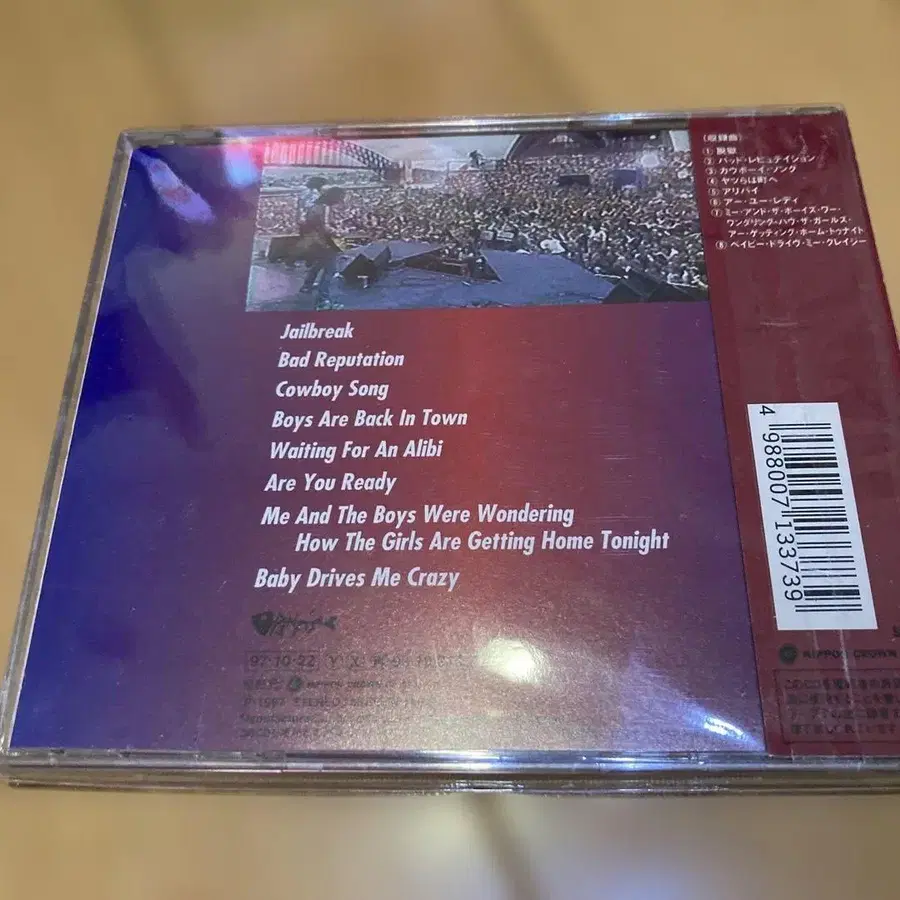 Jailbreak
Bad Reputation
Cowboy Song
Boys Are Back In Town
Waiting For An Alibi
Are You Ready
Me And The Boys Were Wondering
How The Girls Are Getting Home Tonight
Baby Drives Me Crazy
97·10·22
STEREO
(収録曲)
① 脱獄
② バッド・レピュテイション
③ カウボーイ・ソング
④ ヤツらは町へ
⑤ アリバイ
⑥ アー・ユー・レディ
⑦ ミー・アンド・ザ・ボーイズ・ワー・
ワンダリング・ハウ・ザ・ガールズ・
アー・ゲッティング・ホーム・トゥナイト
⑧ ベイビー・ドライヴ・ミー・クレイジー
4 988007 133739
NIPPON CROWN